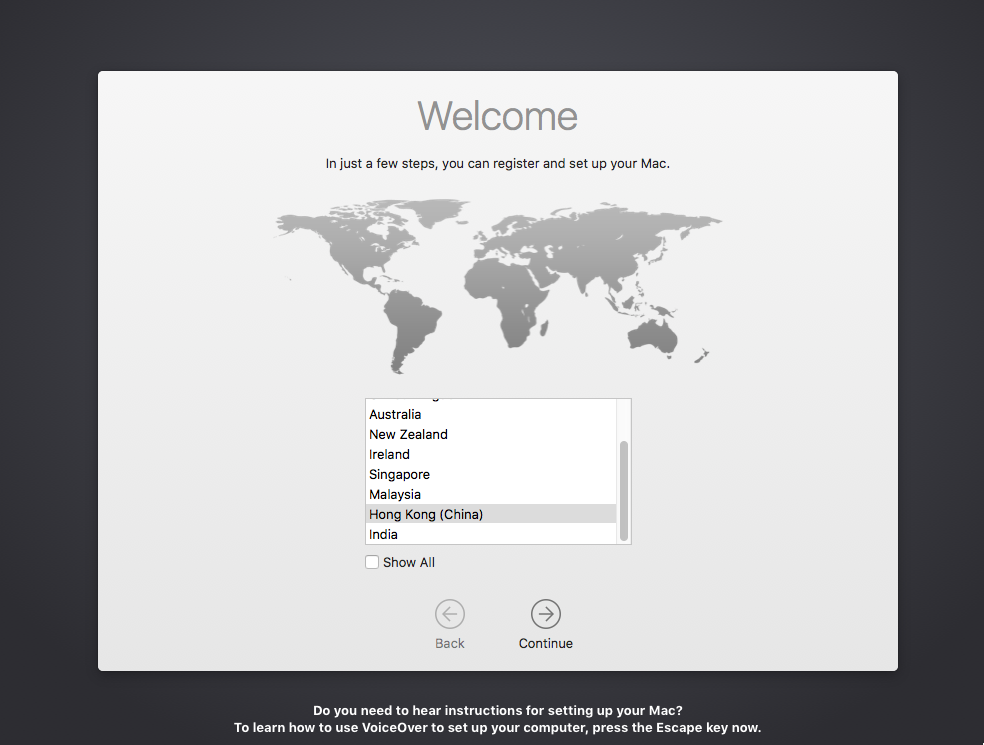 Welcome
In just a few steps, you can register and set up your Mac.
Australia
New Zealand
Ireland
Singapore
Malaysia
Hong Kong (China)
India
Show All
Back
Continue
Do you need to hear instructions for setting up your Mac?
To learn how to use VoiceOver to set up your computer, press the Escape key now.